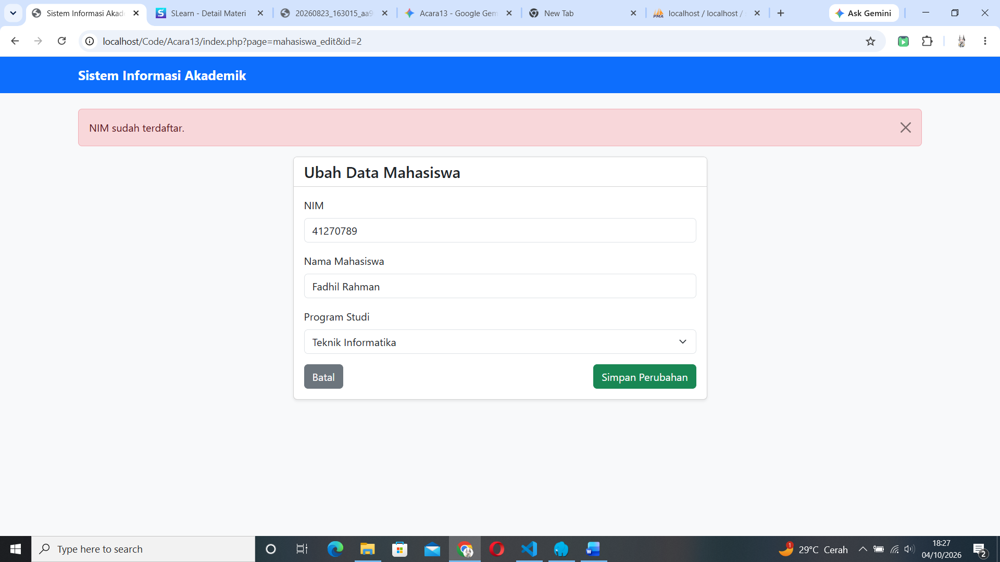 Sistem Informasi Akad
SLearn - Detail Materi
20260823_163015_aa9
Acara13 - Google Gem
New Tab
localhost / localhost /
Ask Gemini
localhost/Code/Acara13/index.php?page=mahasiswa_edit&id=2
Sistem Informasi Akademik
NIM sudah terdaftar.
Ubah Data Mahasiswa
NIM
41270789
Nama Mahasiswa
Fadhil Rahman
Program Studi
Teknik Informatika
Batal
Simpan Perubahan
Type here to search
1
29°C Cerah
18:27
04/10/2026
2